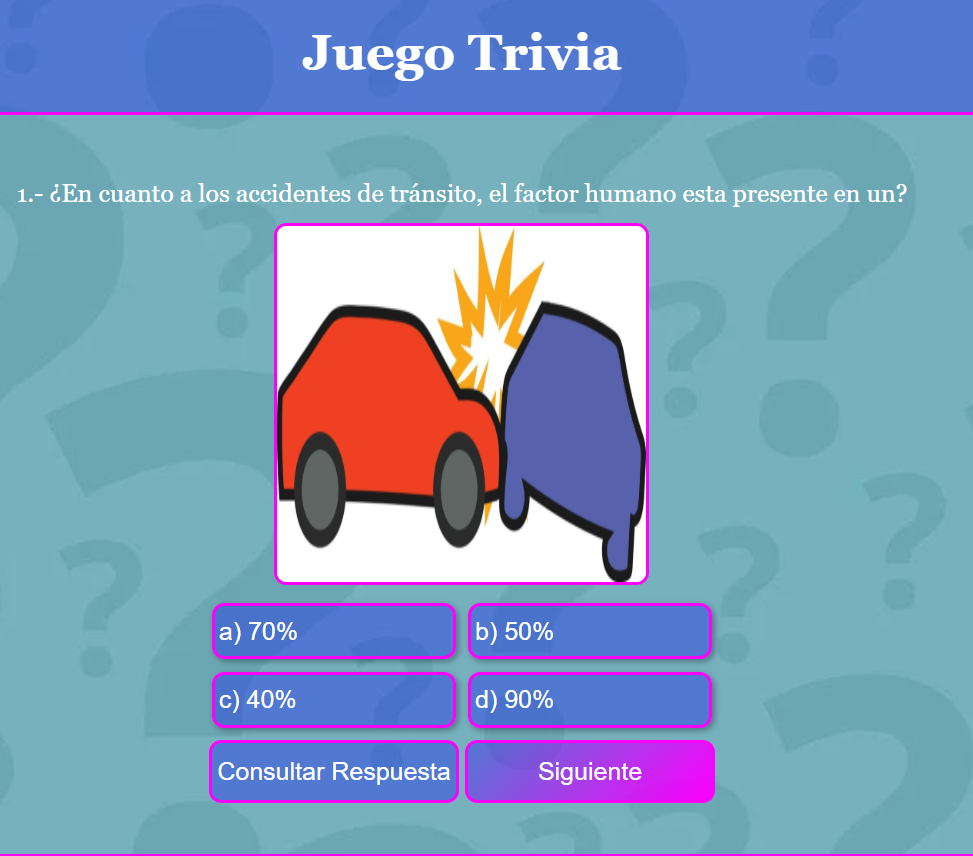 Juego Trivia
1.- ¿En cuanto a los accidentes de tránsito, el factor humano esta presente en un?
a) 70%
b) 50%
c) 40%
d) 90%
Consultar Respuesta
Siguiente